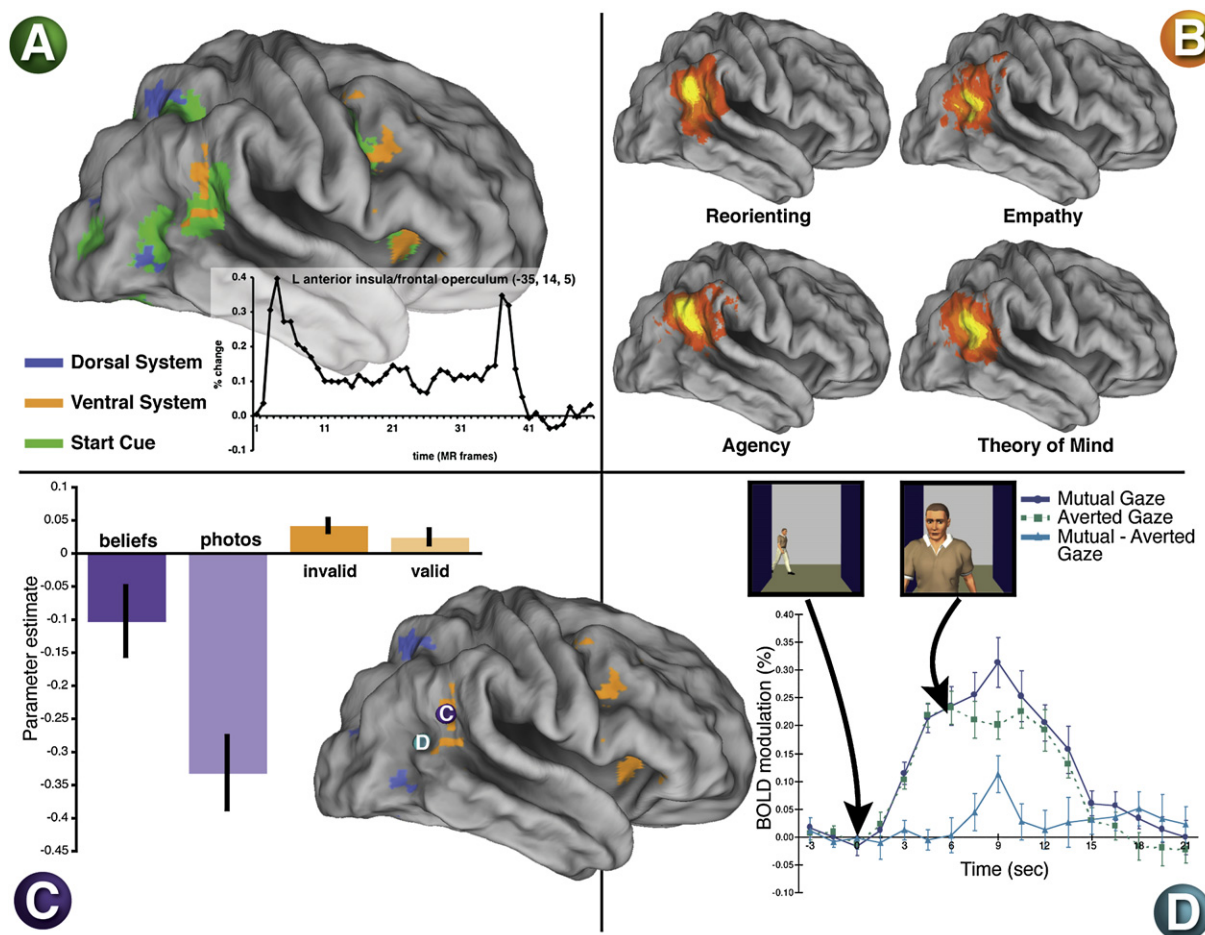 A
L anterior insula/frontal operculum (-35, 14, 5)
0.4
0.3
0.2
0.1
0.0
-0.1
% change
1
11
21
31
41
time (MR frames)
Dorsal System
Ventral System
Start Cue
B
Reorienting
Empathy
Agency
Theory of Mind
0.1
0.05
0
-0.05
-0.1
-0.15
-0.2
-0.25
-0.3
-0.35
-0.4
-0.45
Parameter estimate
beliefs
photos
invalid
valid
C
D
C
Mutual Gaze
Averted Gaze
Mutual - Averted
Gaze
0.40
0.35
0.30
0.25
0.20
0.15
0.10
0.05
0.00
-0.05
-0.10
BOLD modulation (%)
-3
0
3
6
9
12
15
18
21
Time (sec)
D